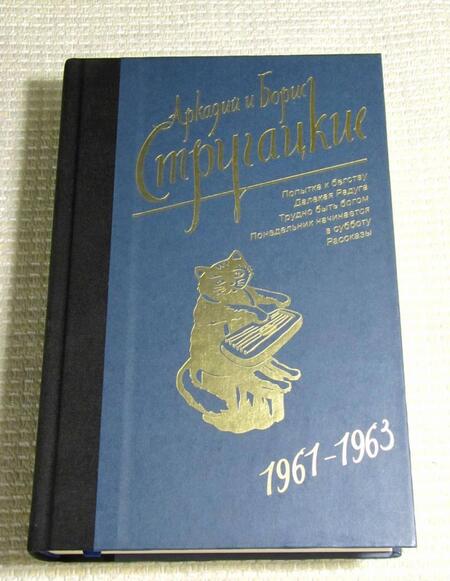 Аркадий и Борис
Стругацкие
Попытка к бегству
Далекая Радуга
Трудно быть богом
Понедельник начинается
в субботу
Рассказы
1961-1963